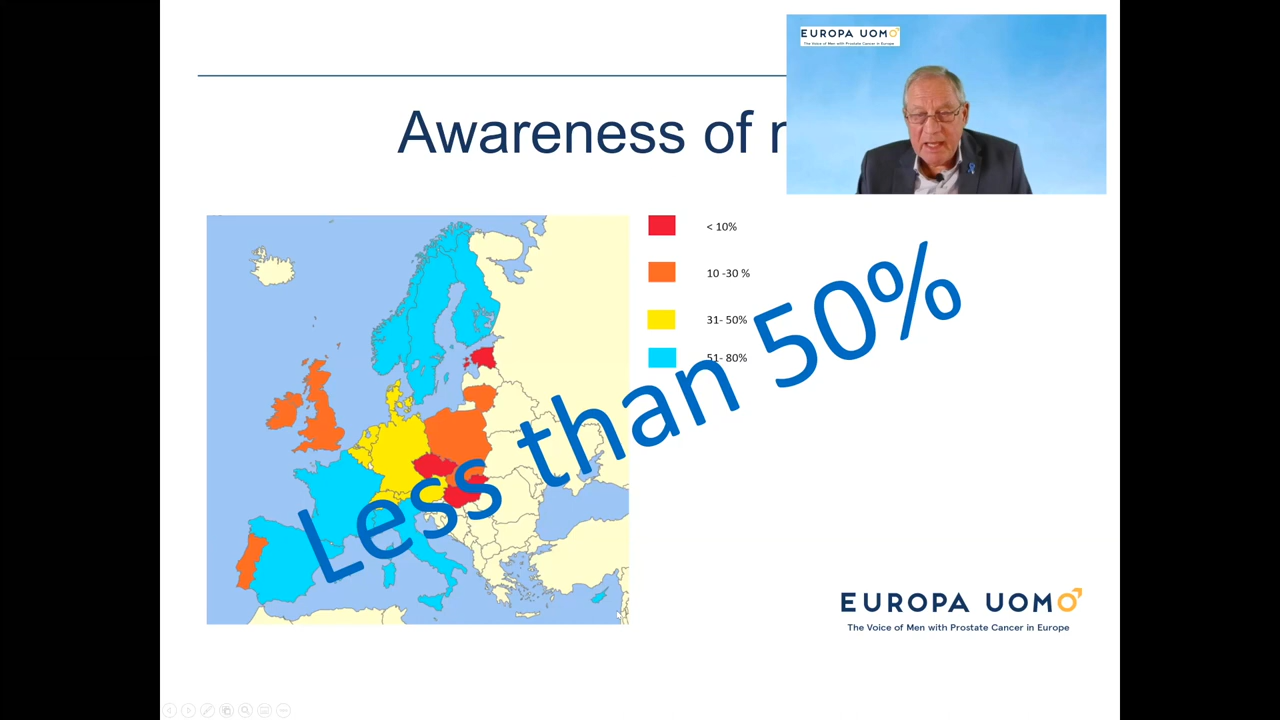 EUROPA UOMO
The Voice of Men with Prostate Cancer in Europe
Awareness of
< 10%
10 -30 %
31- 50%
51- 80%
Less than 50%
EUROPA UOMO
The Voice of Men with Prostate Cancer in Europe